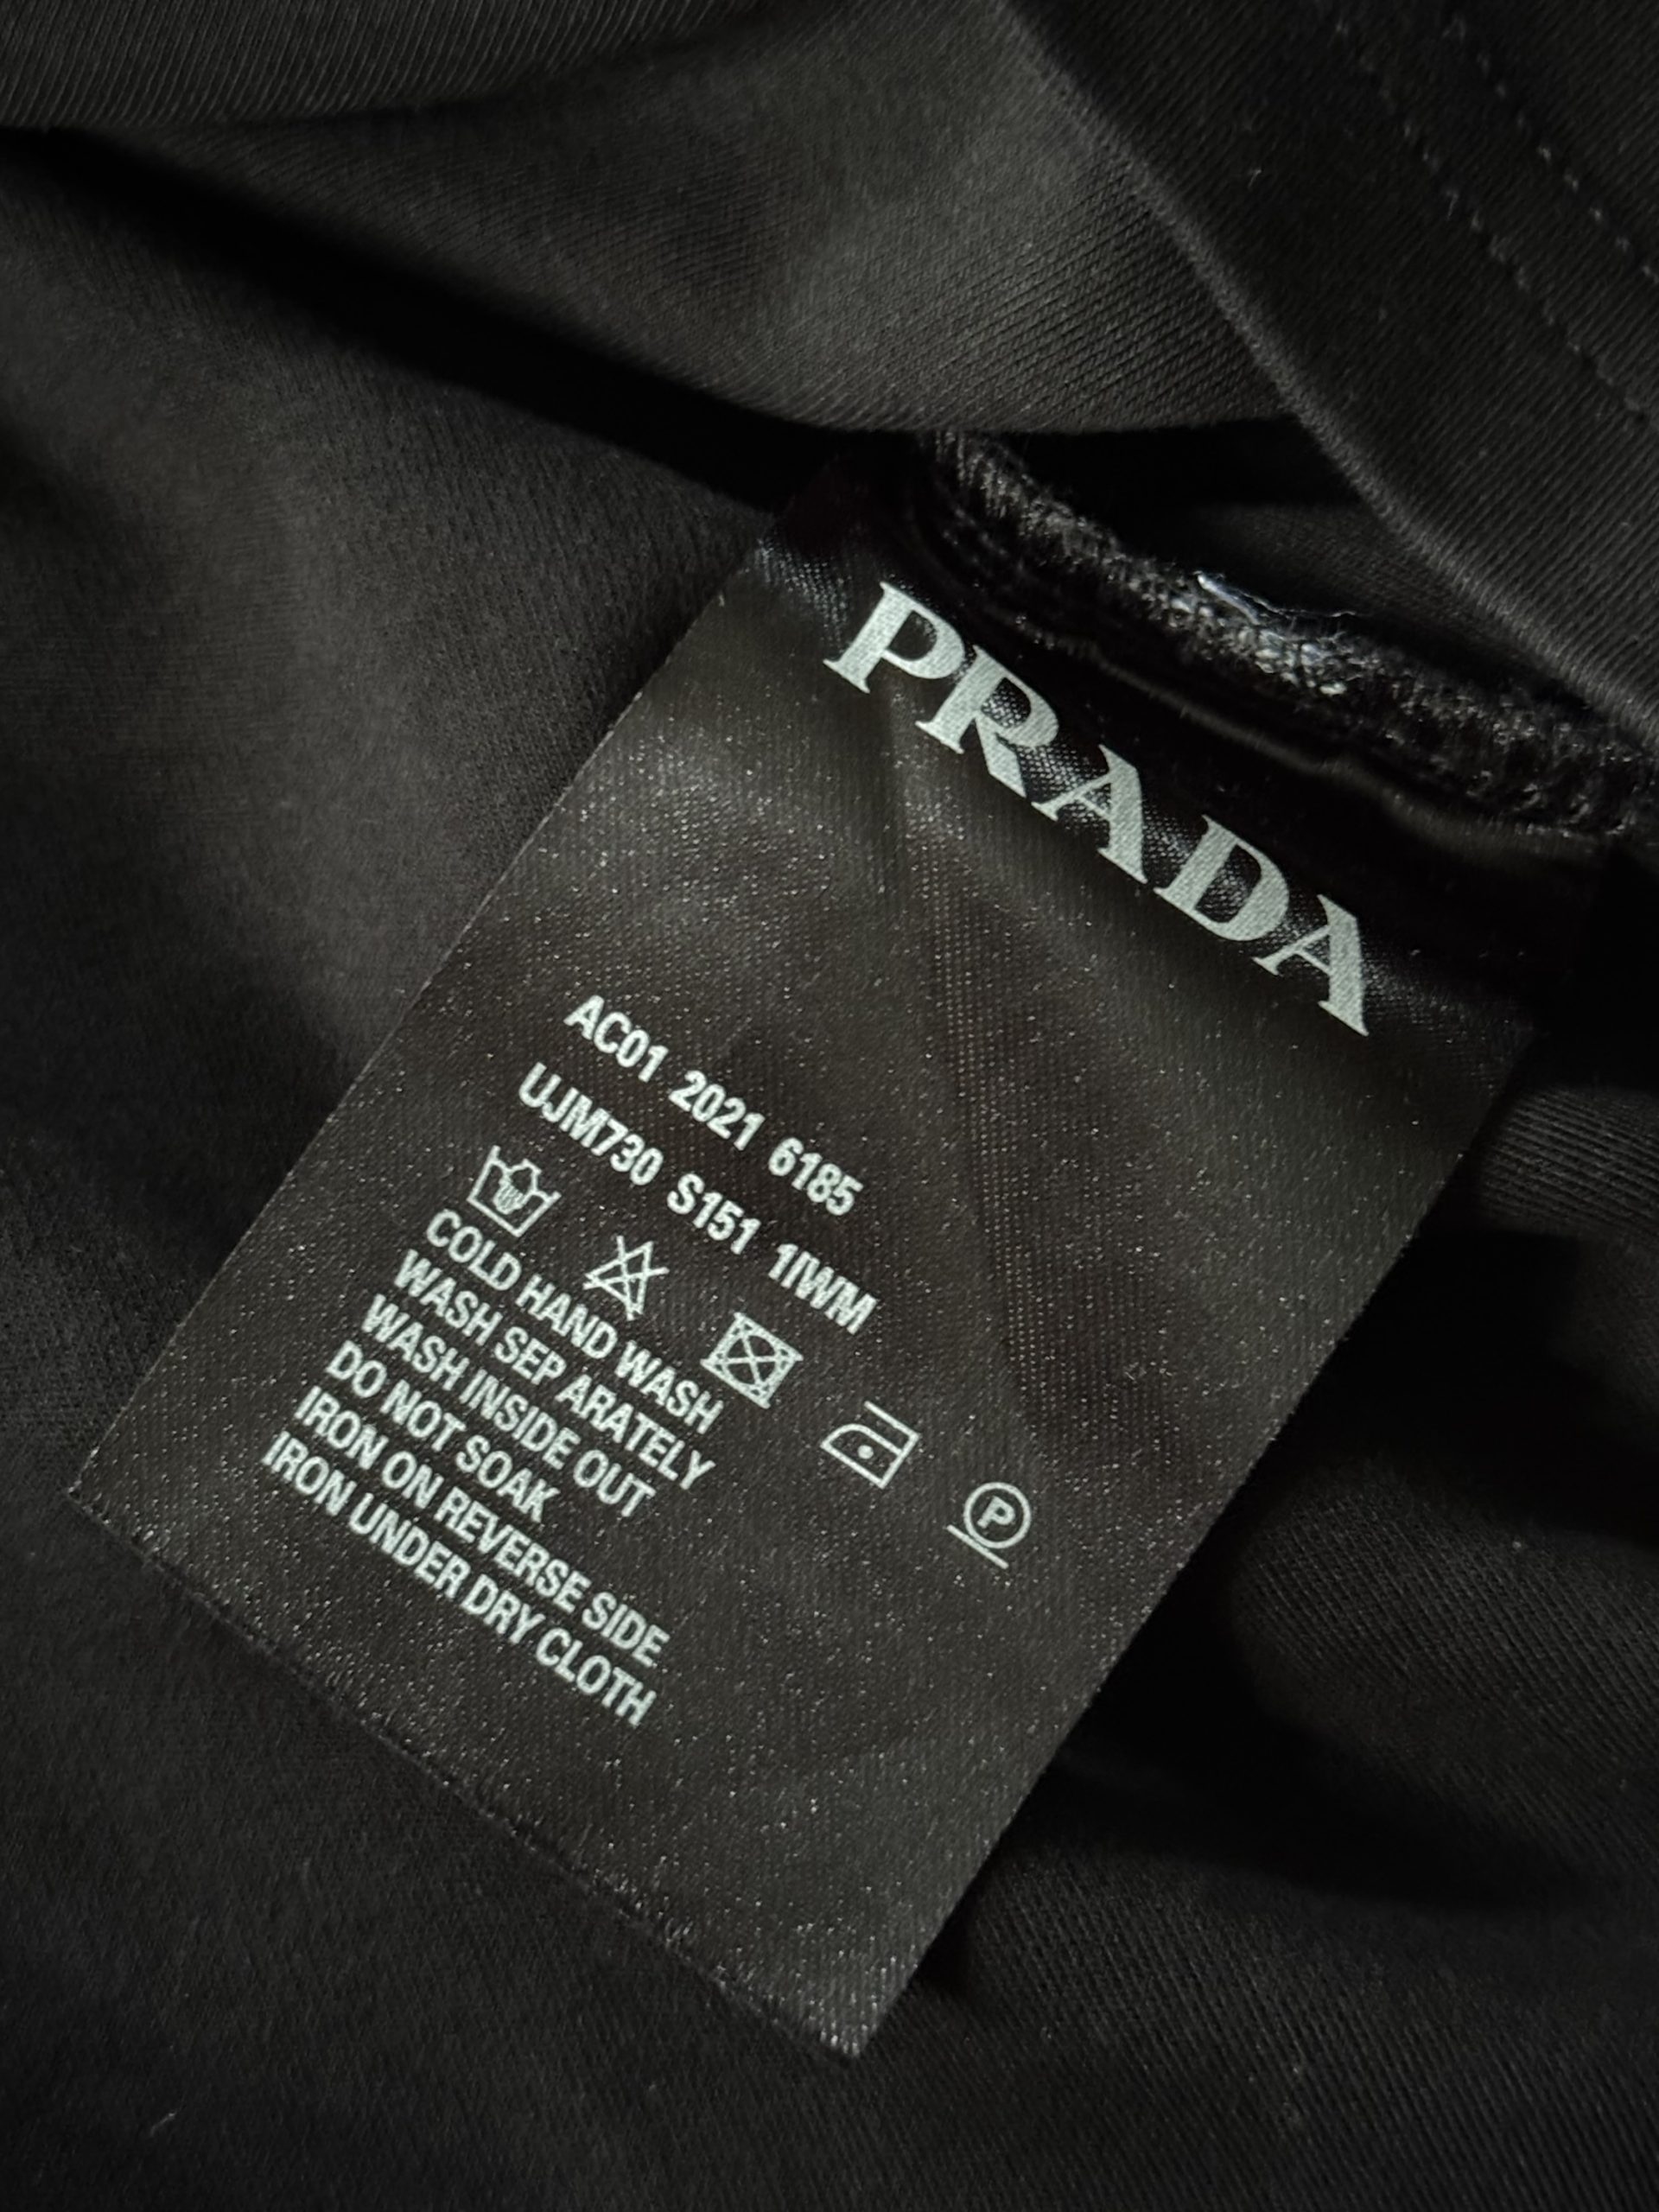 PRADA
AC01 2021 6185
UJM730 S151 1IWM
P
COLD HAND WASH
WASH SEP ARATELY
WASH INSIDE OUT
DO NOT SOAK
IRON ON REVERSE SIDE
IRON UNDER DRY CLOTH